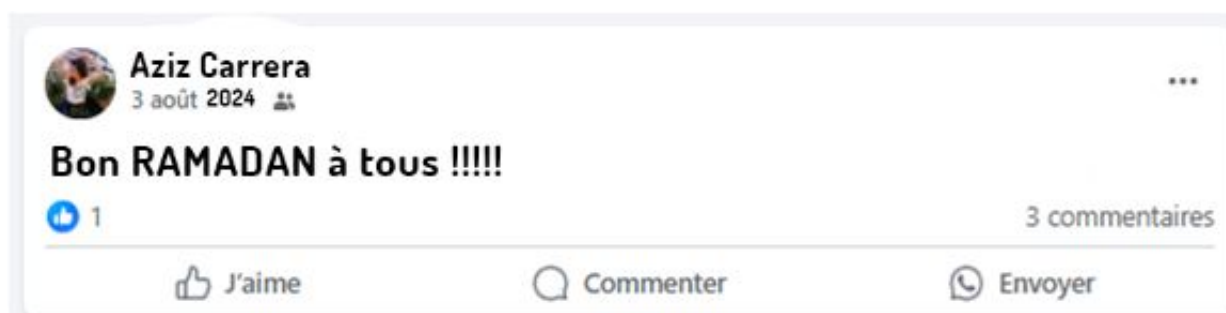 Aziz Carrera
3 août 2024
Bon RAMADAN à tous !!!!!
1
3 commentaires
J'aime
Commenter
Envoyer